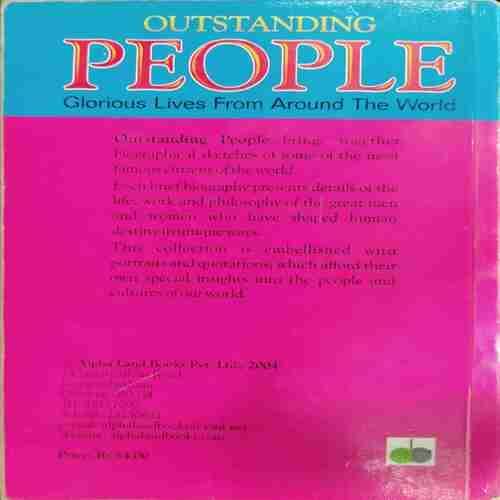 OUTSTANDING
PEOPLE
Glorious Lives From Around The World
Outstanding People brings together
biographical sketches of some of the most
famous citizens of the world.
Each brief biography presents details of the
life, work and philosophy of the great men
and women who have shaped human
destiny in unique ways.
This collection is embellished with
portraits and quotations, which afford their
own special insights into the people and
cultures of our world.
© Alpha Land Books Pvt. Ltd., 2004